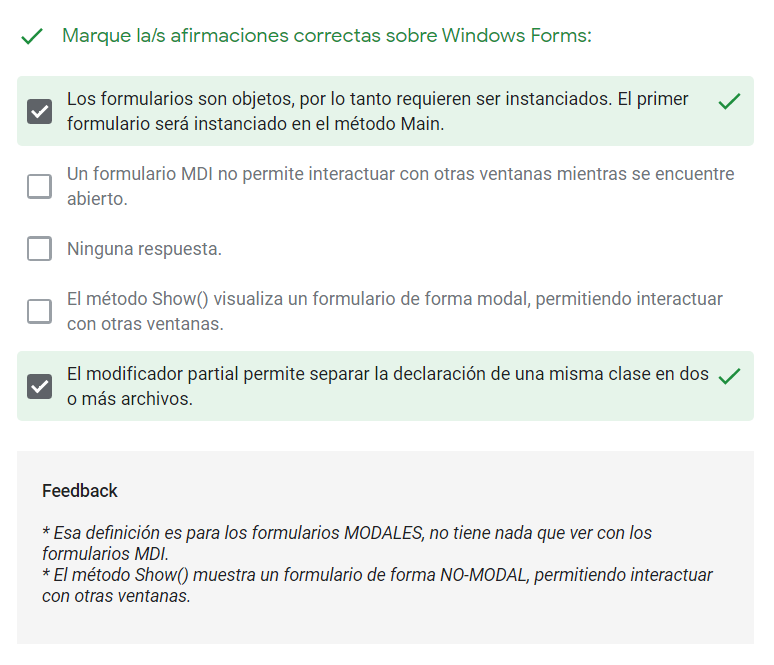 Marque la/s afirmaciones correctas sobre Windows Forms:
Los formularios son objetos, por lo tanto requieren ser instanciados. El primer
formulario será instanciado en el método Main.
Un formulario MDI no permite interactuar con otras ventanas mientras se encuentre
abierto.
Ninguna respuesta.
El método Show() visualiza un formulario de forma modal, permitiendo interactuar
con otras ventanas.
El modificador partial permite separar la declaración de una misma clase en dos
o más archivos.
Feedback
* Esa definición es para los formularios MODALES, no tiene nada que ver con los
formularios MDI.
* El método Show() muestra un formulario de forma NO-MODAL, permitiendo interactuar
con otras ventanas.